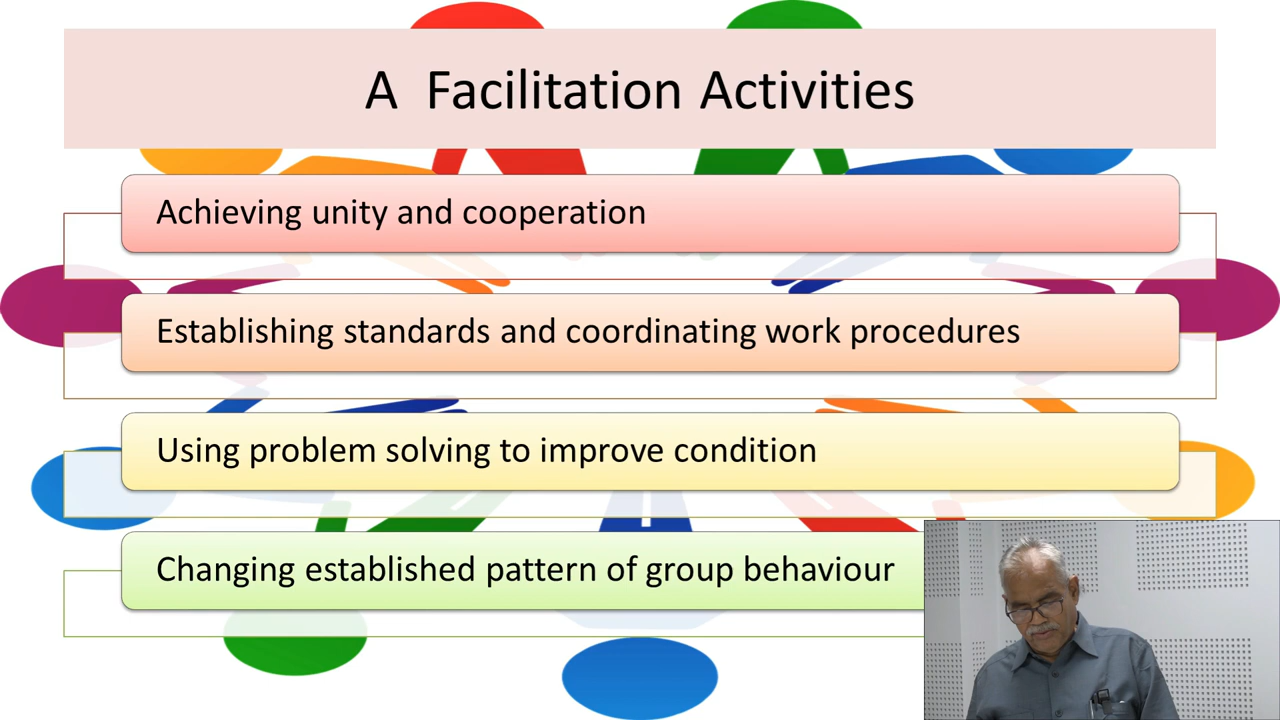 A Facilitation Activities
Achieving unity and cooperation
Establishing standards and coordinating work procedures
Using problem solving to improve condition
Changing established pattern of group behaviour